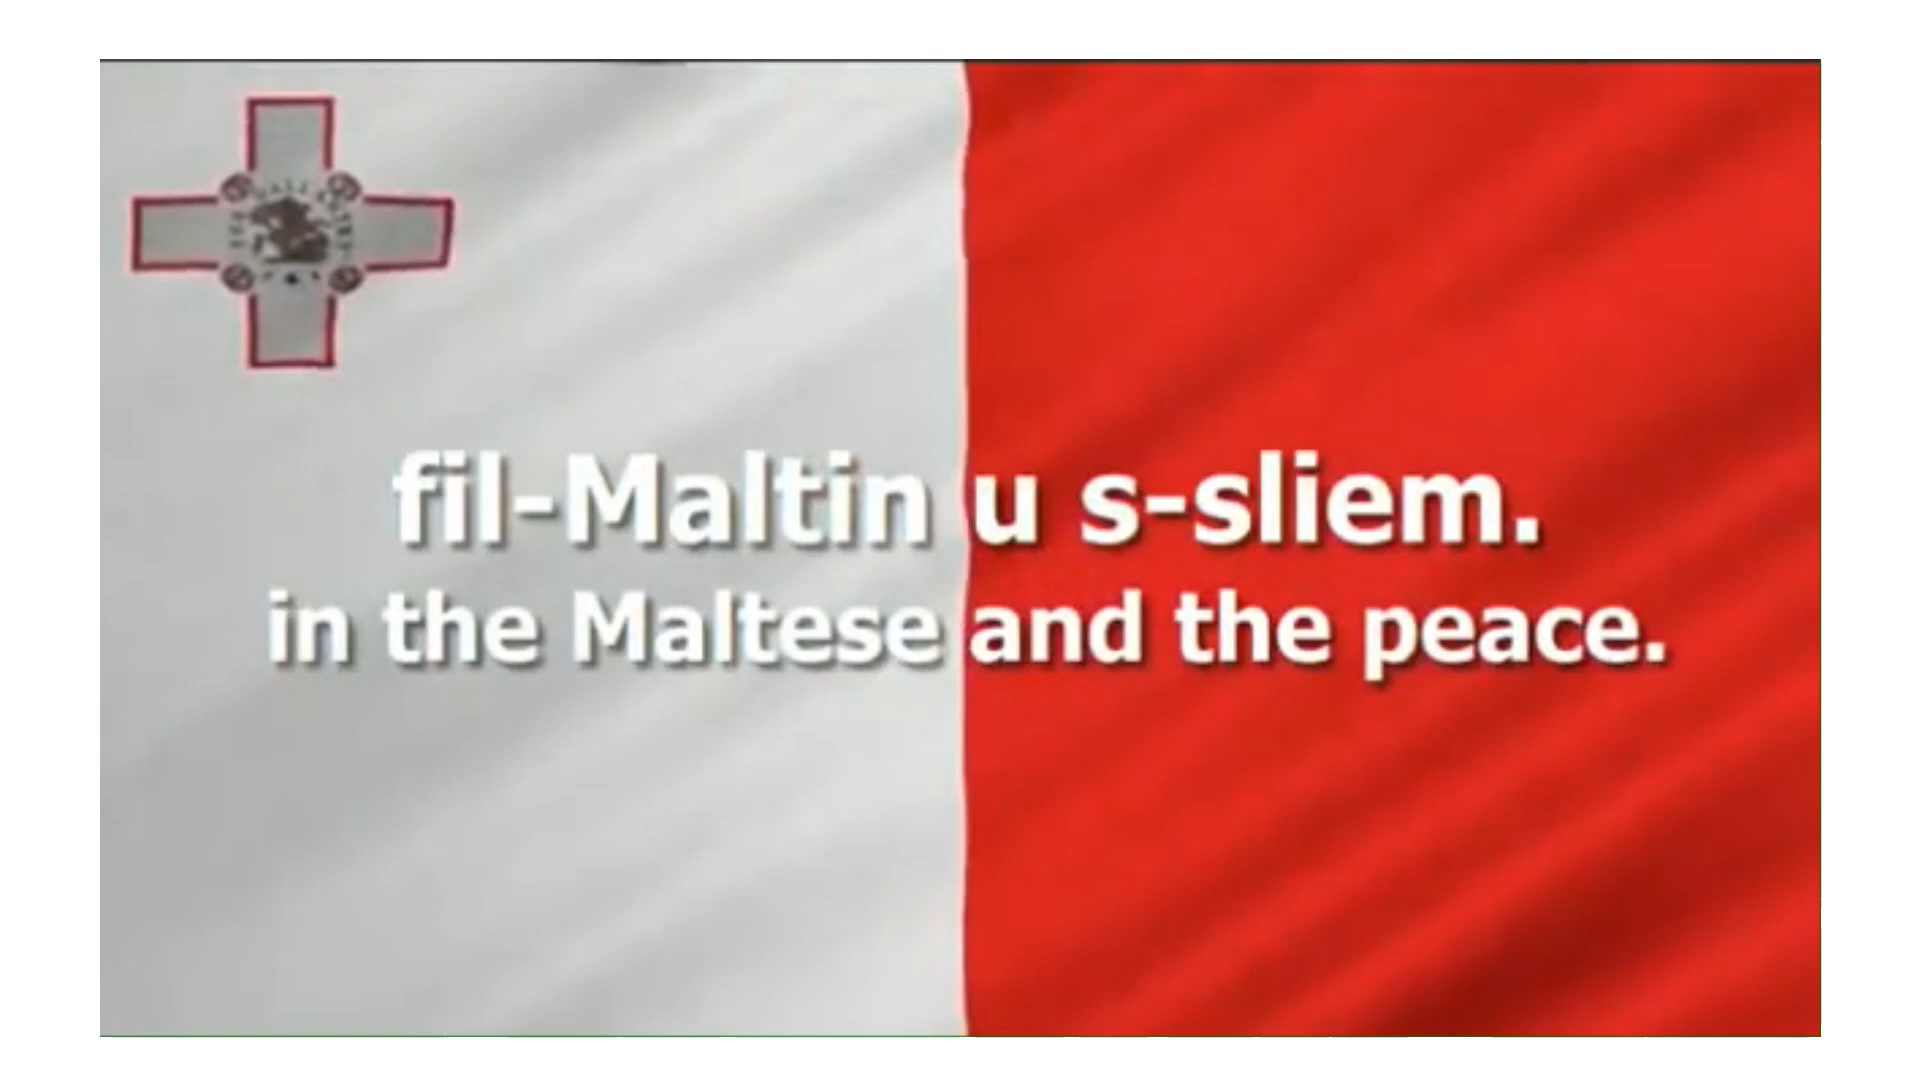 fil-Maltin u s-sliem.
in the Maltese and the peace.